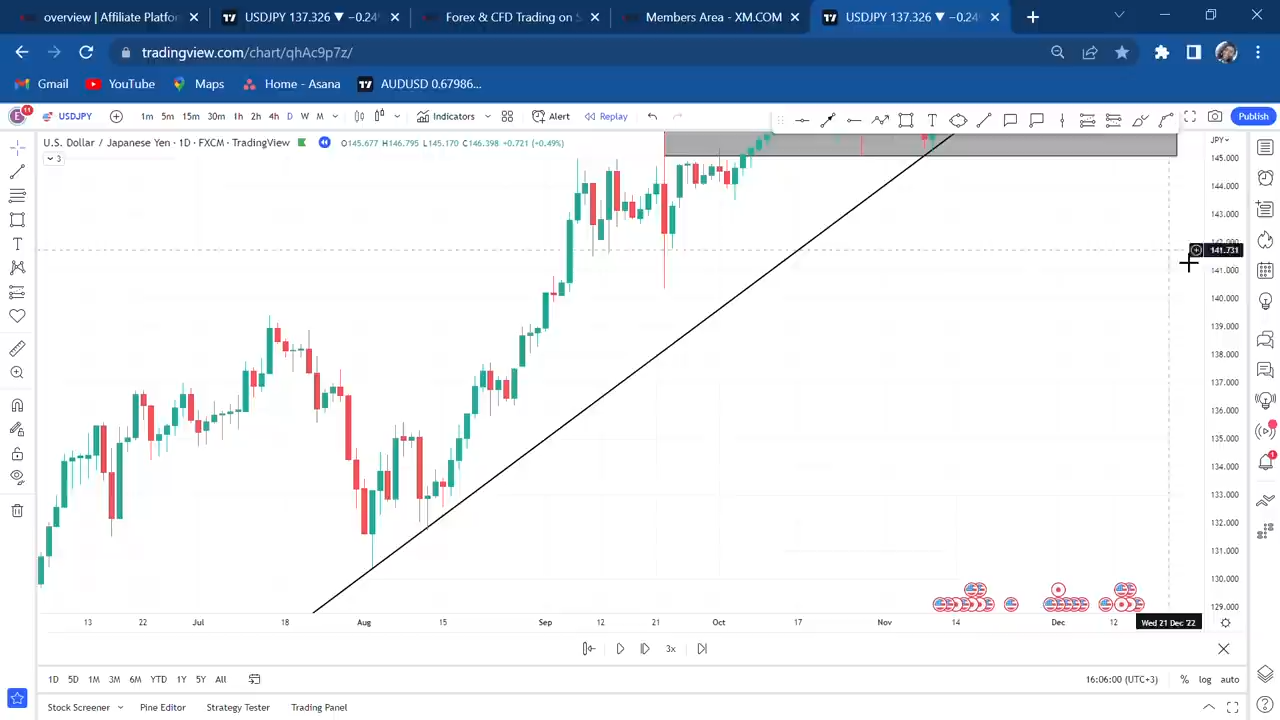 overview | Affiliate Platfo
USDJPY 137.326 ▼ −0.24
Forex & CFD Trading on S
Members Area - XM.COM
USDJPY 137.326 ▼ −0.24
tradingview.com/chart/qhAc9p7z/
Gmail
YouTube
Maps
Home - Asana
AUDUSD 0.67986...
E
11
USDJPY
1m 5m 15m 30m 1h 2h 4h D W M
Indicators
Alert
Replay
Publish
U.S. Dollar / Japanese Yen · 1D · FXCM · TradingView
O145.677 H146.795 L145.170 C146.398 +0.721 (+0.49%)
3
JPY
145.000
144.000
143.000
141.731
141.000
140.000
139.000
138.000
137.000
136.000
135.000
134.000
133.000
132.000
131.000
130.000
129.000
13 22 Jul 18 Aug 15 Sep 12 21 Oct 17 Nov 14 Dec 12 Wed 21 Dec '22
3x
1D 5D 1M 3M 6M YTD 1Y 5Y All
16:06:00 (UTC+3) % log auto
Stock Screener Pine Editor Strategy Tester Trading Panel